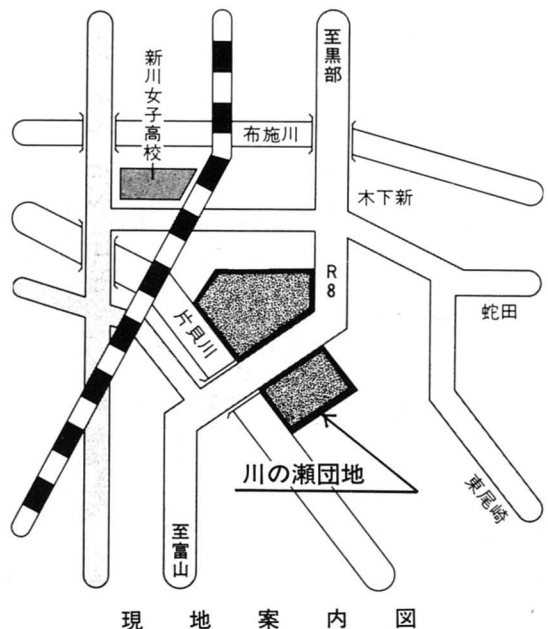 至黒部
新川女子高校
布施川
木下新
R8
蛇田
片貝川
川の瀬団地
東尾崎
至富山
現地案内図